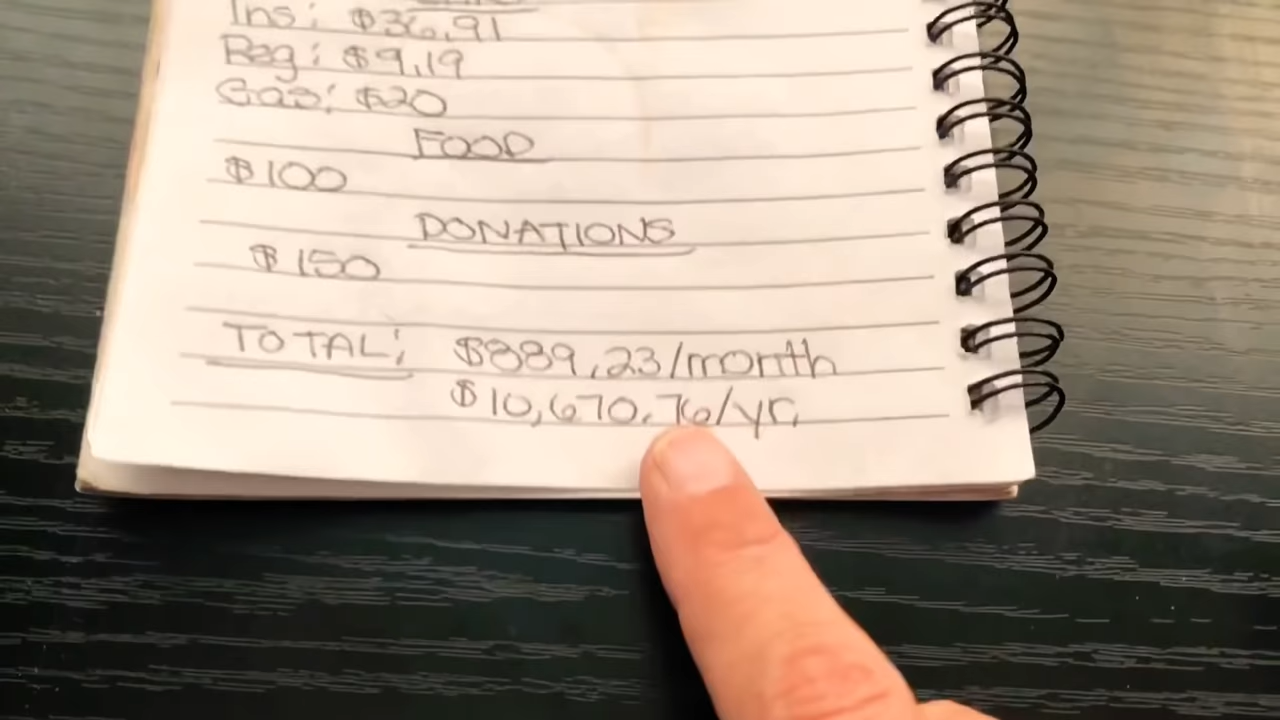 Ins: $36.91
Reg: $9.19
Gas: $20
FOOD
$100
DONATIONS
$150
TOTAL: $889.23/month
$10,670.76/yr.